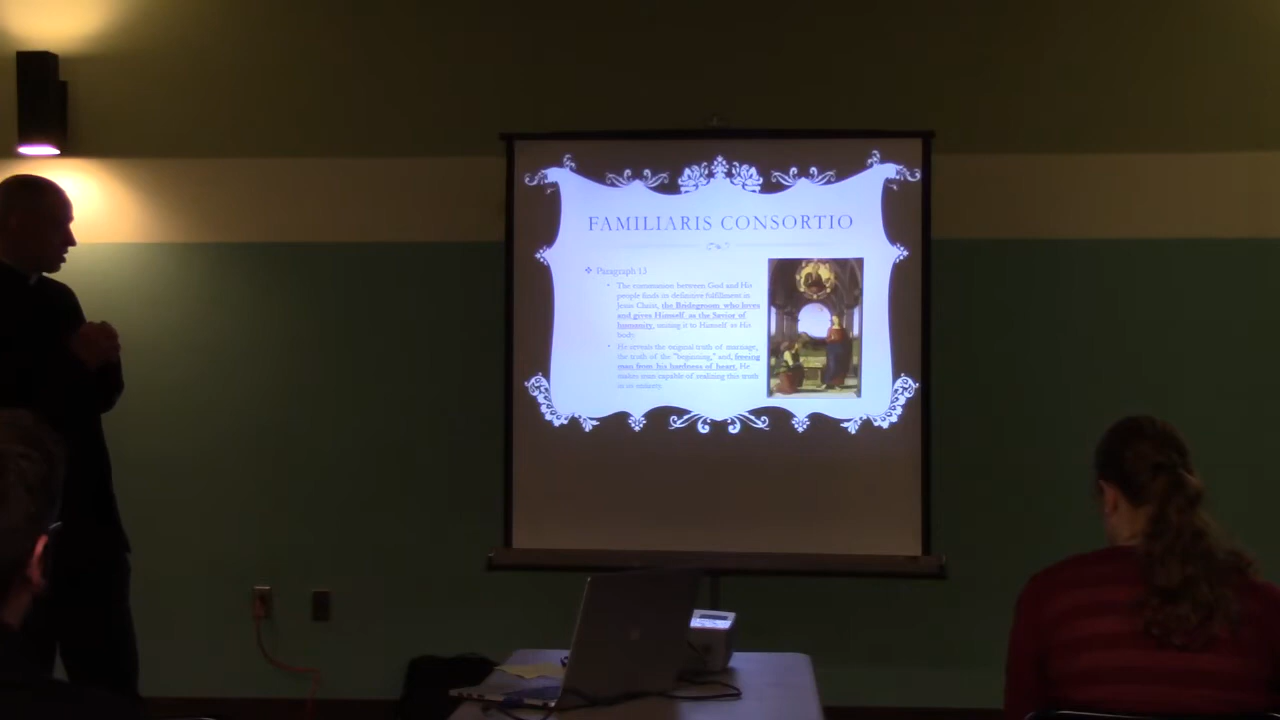 FAMILIARIS CONSORTIO
Paragraph 13
The communion between God and His
people finds its definitive fulfillment in
Jesus Christ, the Bridegroom who loves
and gives Himself as the Savior of
humanity, uniting it to Himself as His
body.
He reveals the original truth of marriage,
the truth of the "beginning," and, freeing
man from his hardness of heart, He
makes man capable of realizing this truth
in its entirety.